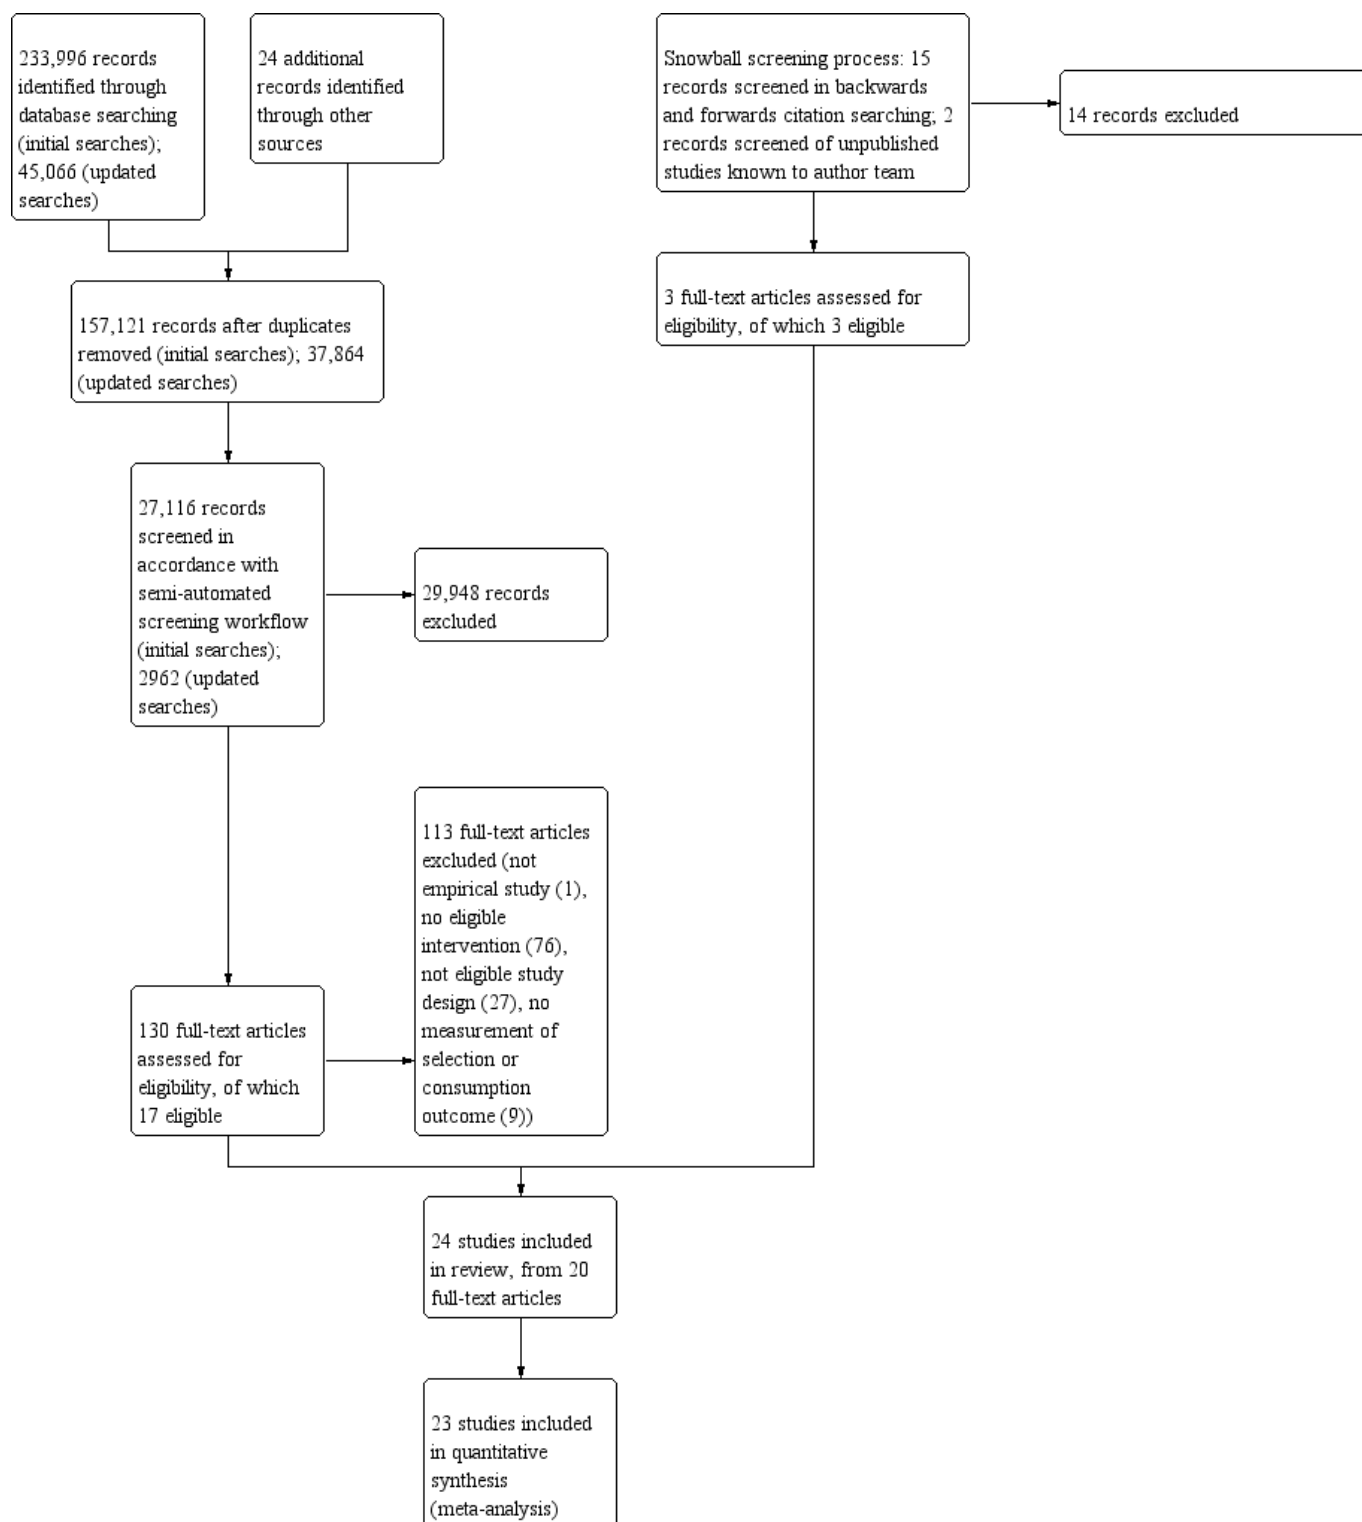 233,996 records
identified through
database searching
(initial searches);
45,066 (updated
searches)
24 additional
records identified
through other
sources
Snowball screening process: 15
records screened in backwards
and forwards citation searching; 2
records screened of unpublished
studies known to author team
14 records excluded
3 full-text articles assessed for
eligibility, of which 3 eligible
157,121 records after duplicates
removed (initial searches); 37,864
(updated searches)
27,116 records
screened in
accordance with
semi-automated
screening workflow
(initial searches);
2962 (updated
searches)
29,948 records
excluded
113 full-text articles
excluded (not
empirical study (1),
no eligible
intervention (76),
not eligible study
design (27), no
measurement of
selection or
consumption
outcome (9))
130 full-text articles
assessed for
eligibility, of which
17 eligible
24 studies included
in review, from 20
full-text articles
23 studies included
in quantitative
synthesis
(meta-analysis)